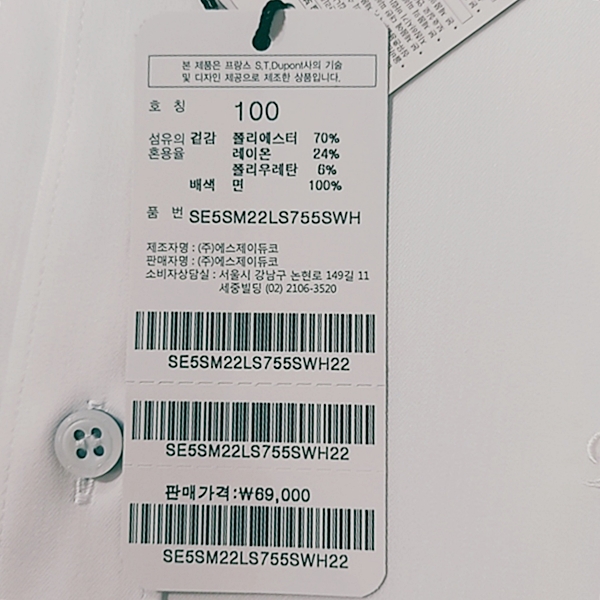 본 제품은 프랑스 S.T.Dupont사의 기술
및 디자인 제공으로 제조한 상품입니다.
호 칭 100
섬유의 겉감 폴리에스터 70%
혼용율 레이온 24%
폴리우레탄 6%
배색 면 100%
품 번 SE5SM22LS755SWH
제조자명 : (주)에스제이듀코
판매자명 : (주)에스제이듀코
소비자상담실 : 서울시 강남구 논현로 149길 11
세중빌딩 (02) 2106-3520
SE5SM22LS755SWH22
SE5SM22LS755SWH22
판매가격:₩69,000
SE5SM22LS755SWH22